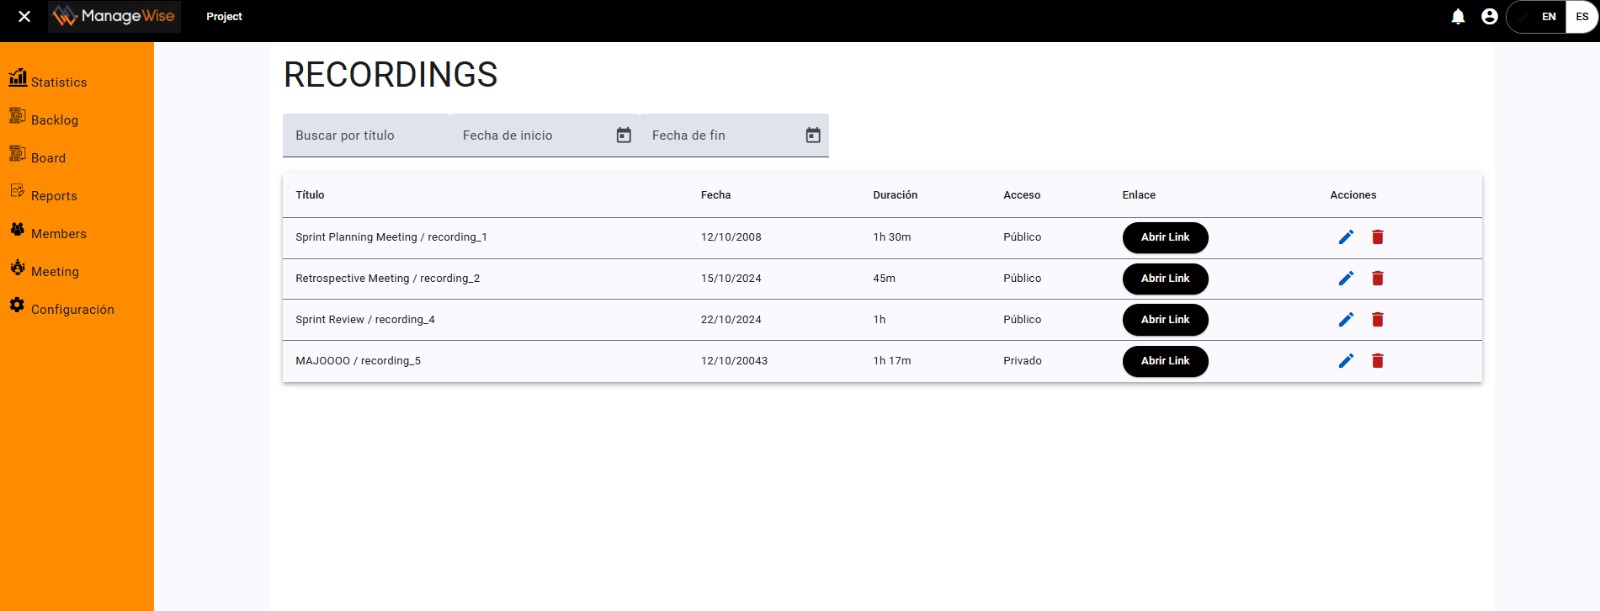 ManageWise Project EN ES
Statistics
Backlog
Board
Reports
Members
Meeting
Configuración
RECORDINGS
Buscar por título Fecha de inicio Fecha de fin
Título Fecha Duración Acceso Enlace Acciones
Sprint Planning Meeting / recording_1 12/10/2008 1h 30m Público Abrir Link
Retrospective Meeting / recording_2 15/10/2024 45m Público Abrir Link
Sprint Review / recording_4 22/10/2024 1h Público Abrir Link
MAJOOOO / recording_5 12/10/20043 1h 17m Privado Abrir Link